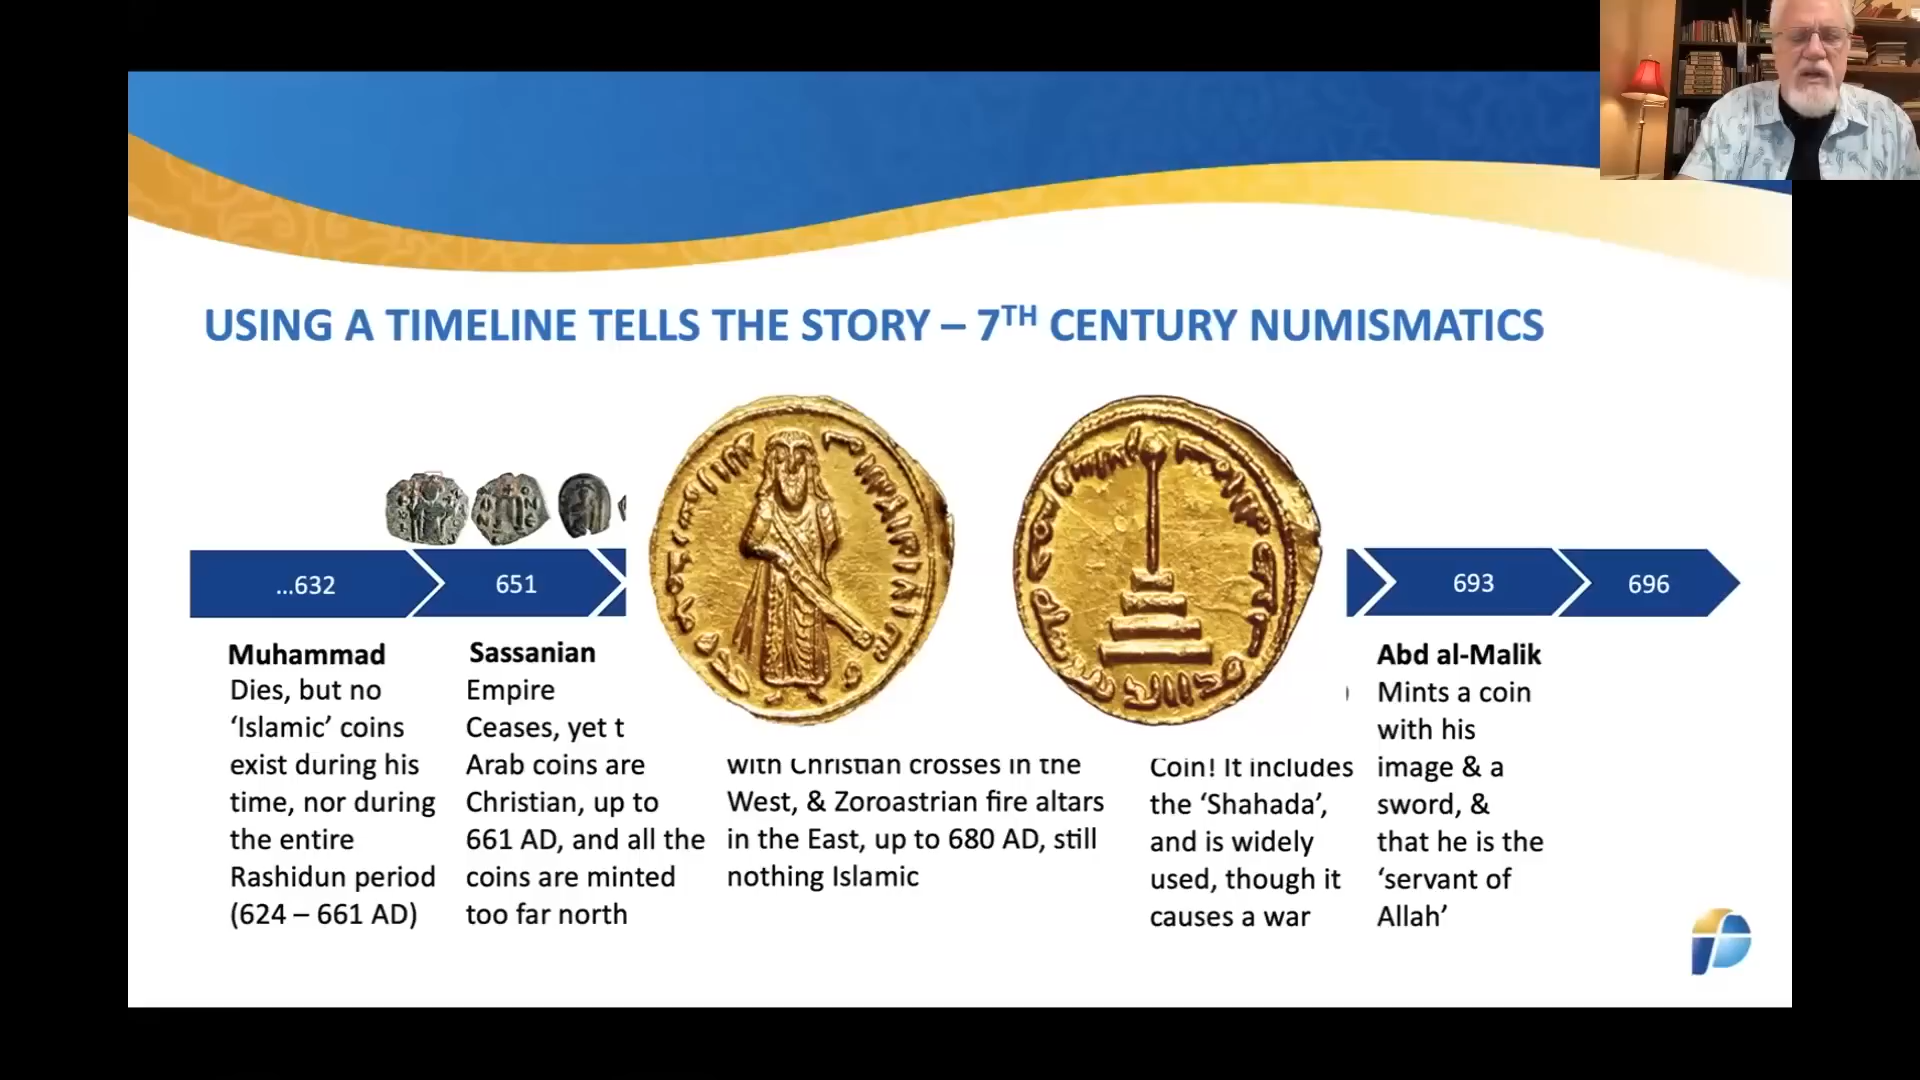 USING A TIMELINE TELLS THE STORY – 7TH CENTURY NUMISMATICS
...632
651
693
696
Muhammad
Dies, but no
‘Islamic’ coins
exist during his
time, nor during
the entire
Rashidun period
(624 – 661 AD)
Sassanian
Empire
Ceases, yet t
Arab coins are
Christian, up to
661 AD, and all the
coins are minted
too far north
with Christian crosses in the
West, & Zoroastrian fire altars
in the East, up to 680 AD, still
nothing Islamic
Coin! It includes
the ‘Shahada’,
and is widely
used, though it
causes a war
Abd al-Malik
Mints a coin
with his
image & a
sword, &
that he is the
‘servant of
Allah’